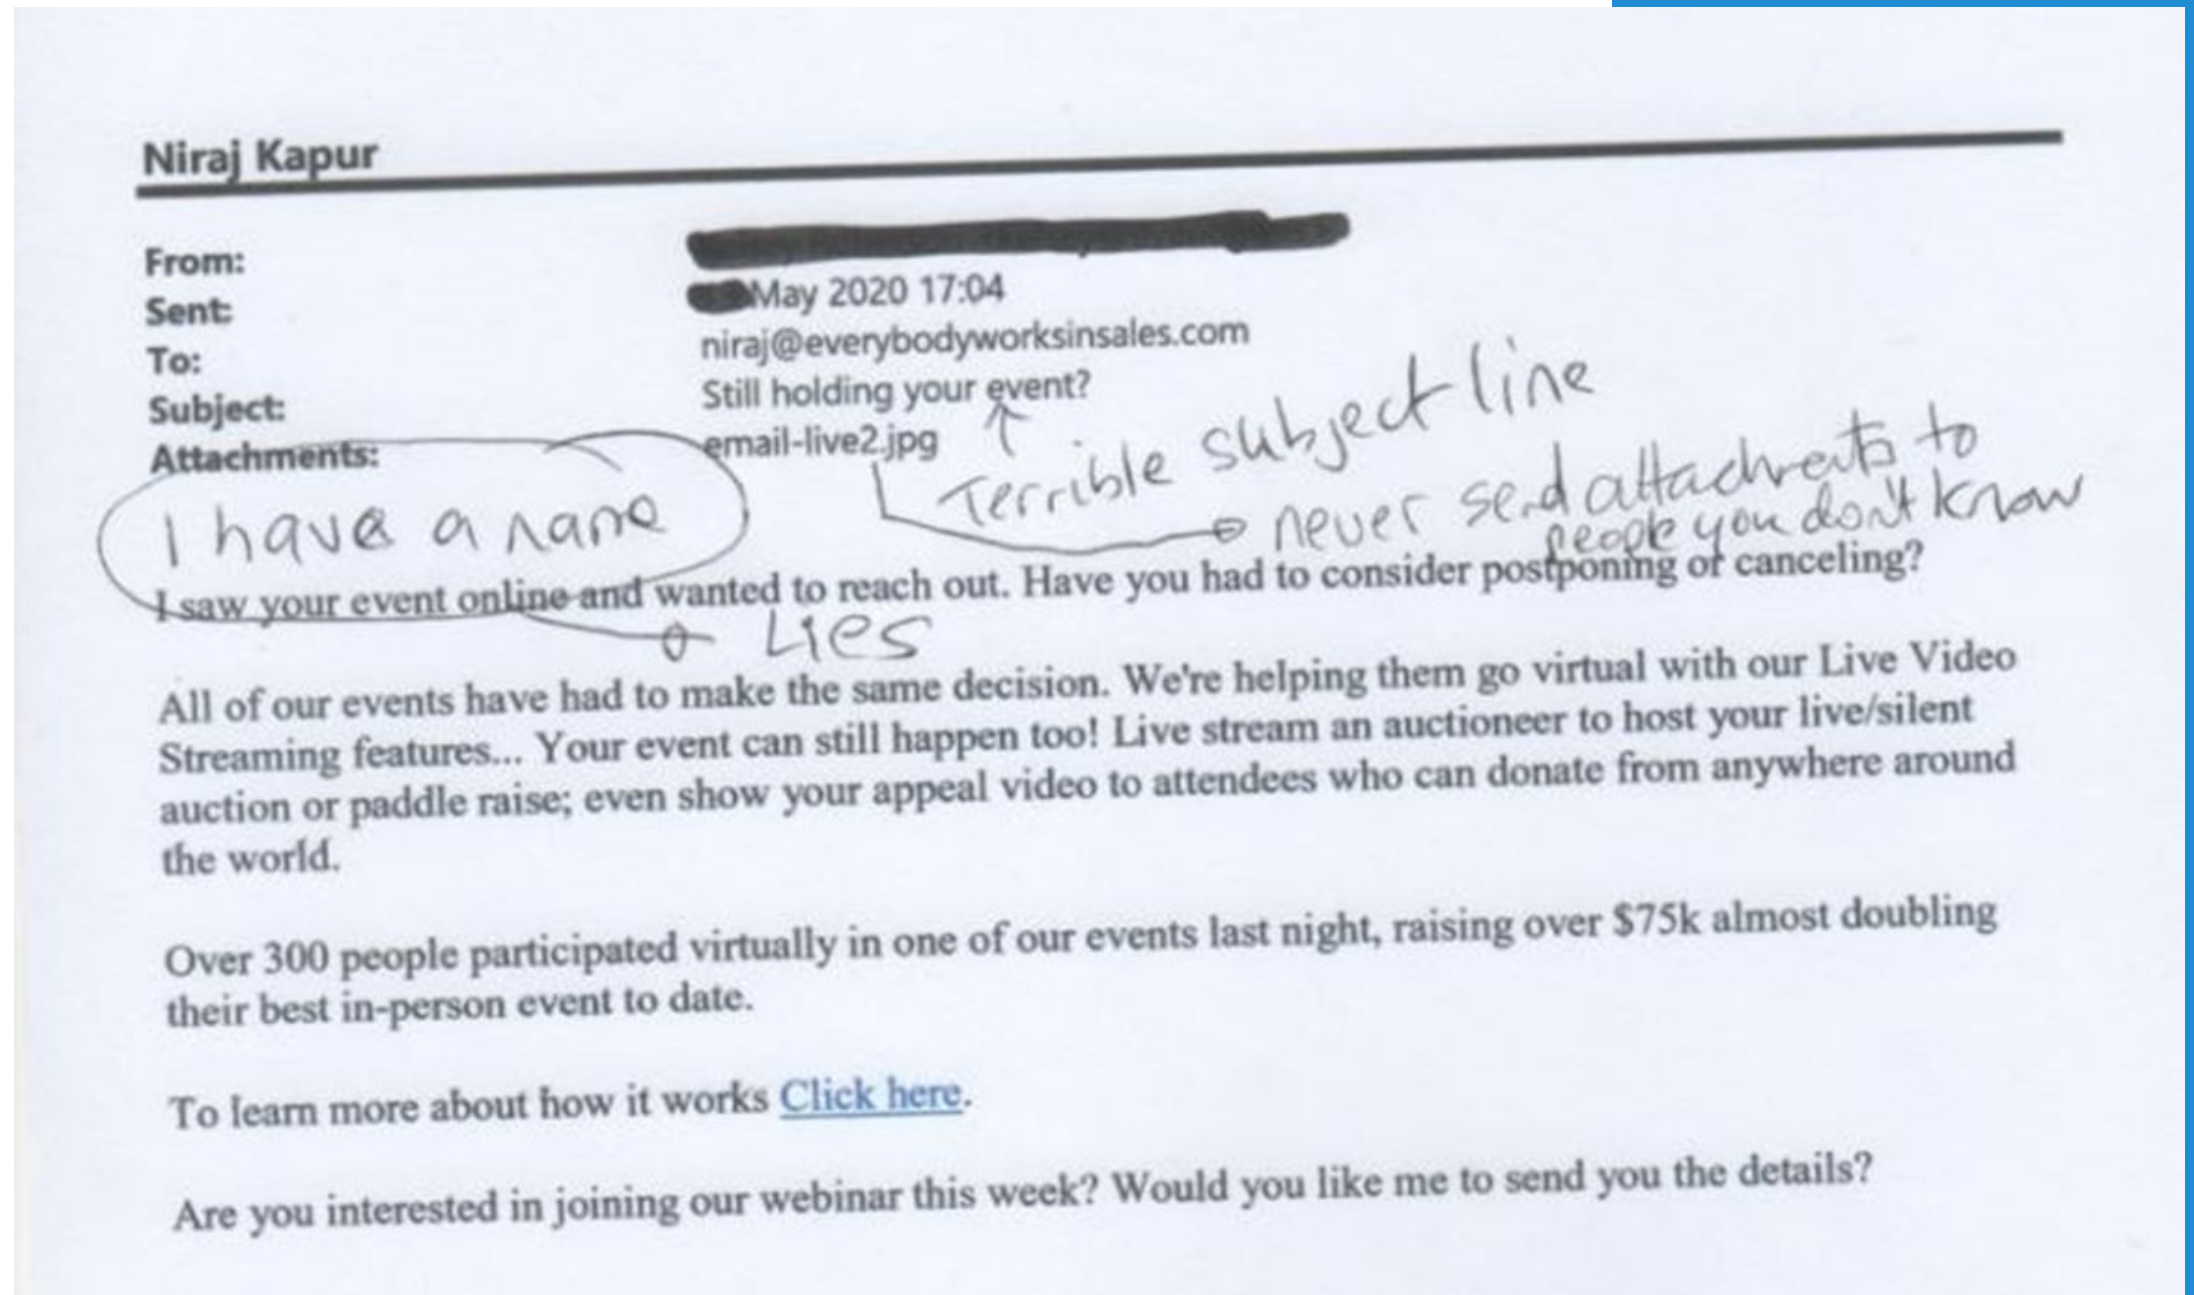 Niraj Kapur
From:
Sent: May 2020 17:04
To: niraj@everybodyworksinsales.com
Subject: Still holding your event?
Attachments: email-live2.jpg
Terrible subject line
never send attachments to
people you don't know
I have a name
I saw your event online and wanted to reach out. Have you had to consider postponing or canceling?
Lies
All of our events have had to make the same decision. We're helping them go virtual with our Live Video
Streaming features... Your event can still happen too! Live stream an auctioneer to host your live/silent
auction or paddle raise; even show your appeal video to attendees who can donate from anywhere around
the world.
Over 300 people participated virtually in one of our events last night, raising over $75k almost doubling
their best in-person event to date.
To learn more about how it works Click here.
Are you interested in joining our webinar this week? Would you like me to send you the details?